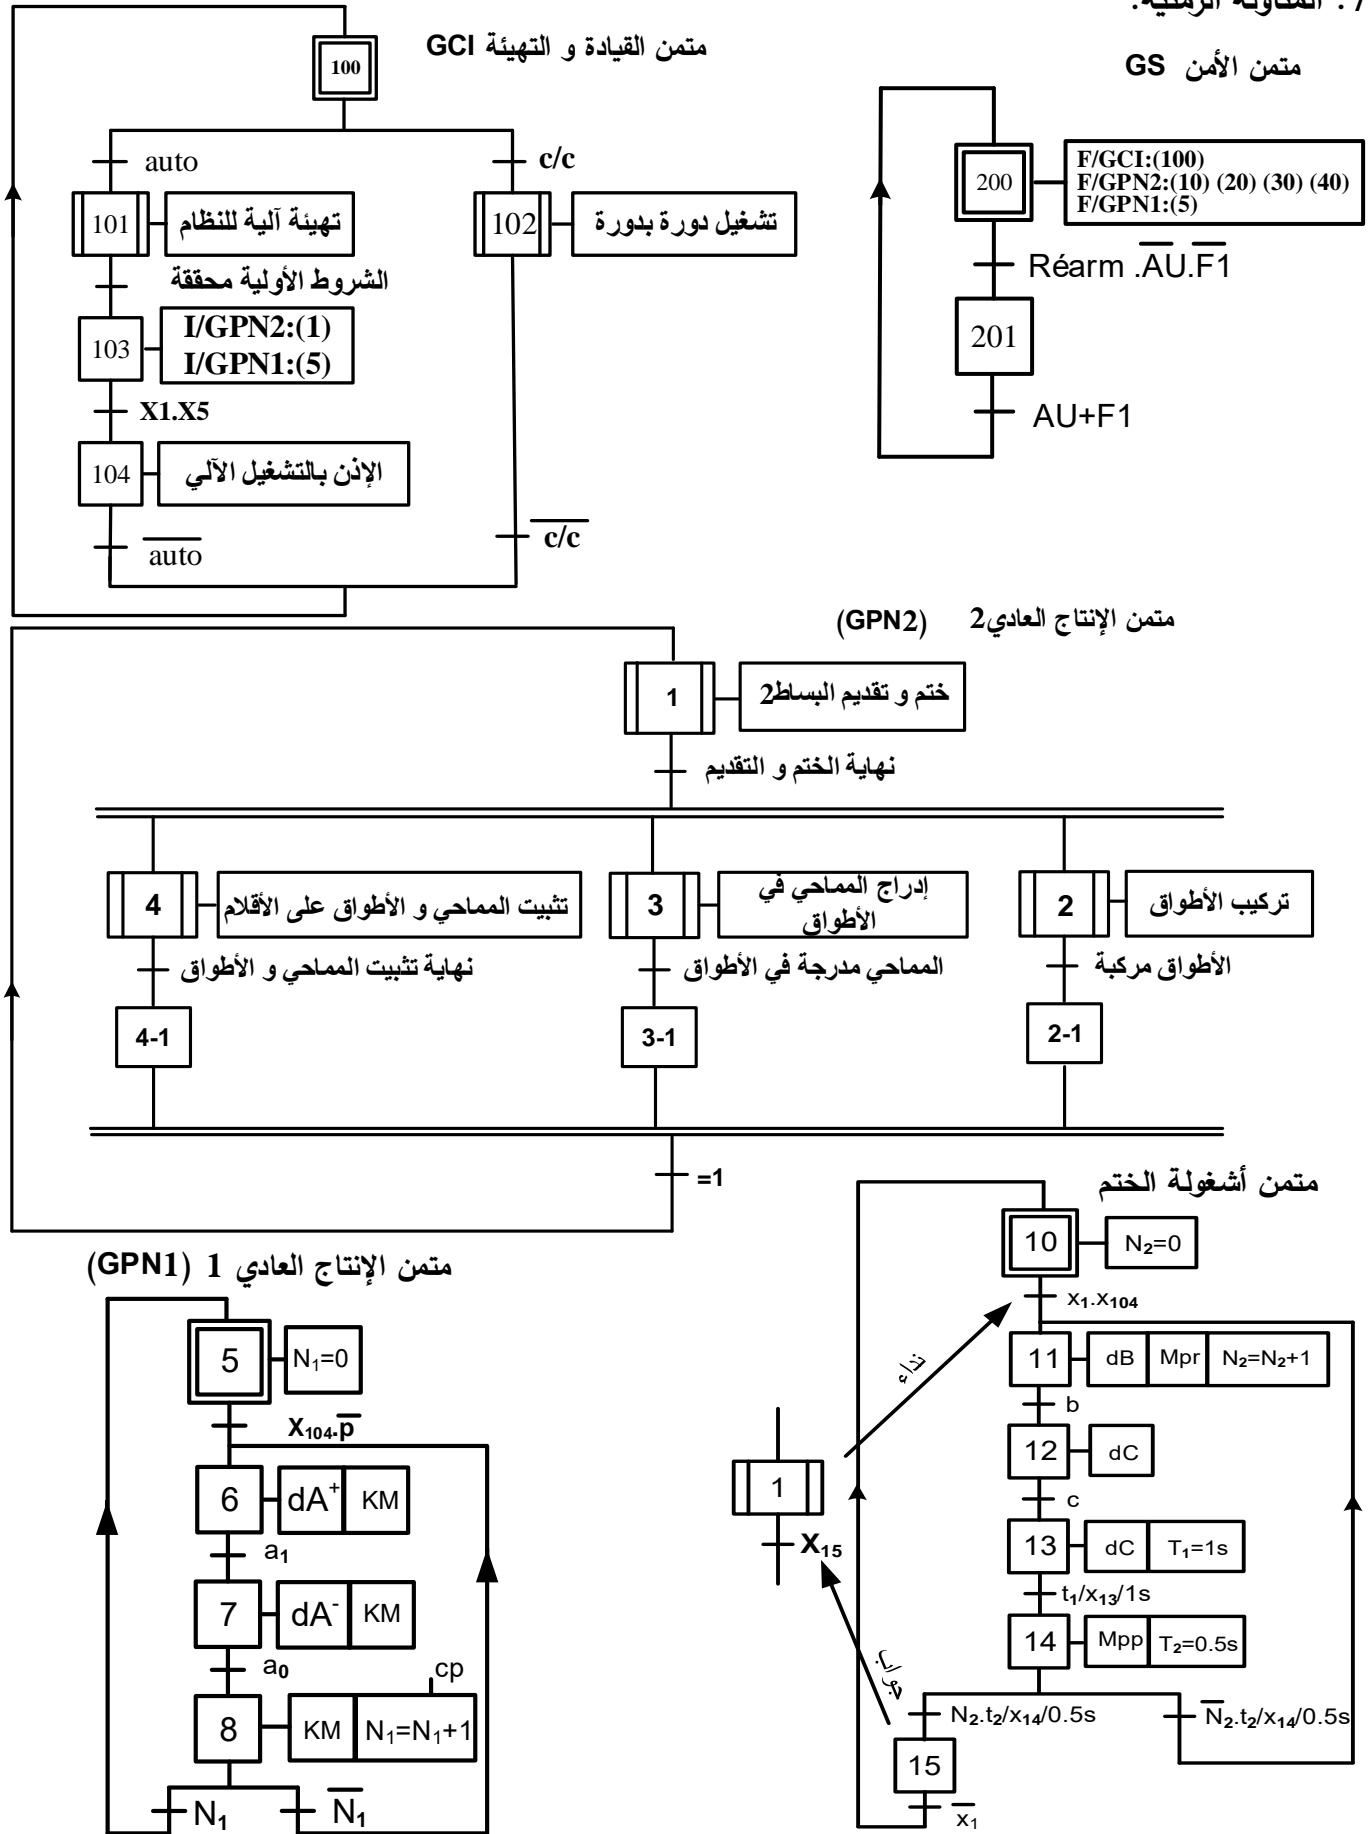 7. المناولة الزمنية:
متمن القيادة و التهيئة GCI
100
auto
c/c
101
تهيئة آلية للنظام
102
تشغيل دورة بدورة
الشروط الأولية محققة
103
I/GPN2:(1)
I/GPN1:(5)
X1.X5
104
الإذن بالتشغيل الآلي
a̅u̅t̅o̅
c̅/̅c̅
متمن الأمن GS
200
F/GCI:(100)
F/GPN2:(10) (20) (30) (40)
F/GPN1:(5)
Réarm .A̅U̅.F̅1̅
201
AU+F1
متمن الإنتاج العادي2 (GPN2)
1
ختم و تقديم البساط2
نهاية الختم و التقديم
2
تركيب الأطواق
3
إدراج المماحي في
الأطواق
4
تثبيت المماحي و الأطواق على الأقلام
الأطواق مركبة
المماحي مدرجة في الأطواق
نهاية تثبيت المماحي و الأطواق
2-1
3-1
4-1
=1
متمن الإنتاج العادي 1 (GPN1)
5
N₁=0
X₁₀₄.p̅
6
dA⁺ KM
a₁
7
dA⁻ KM
a₀
cp
8
KM N₁=N₁+1
N₁
N̅₁
متمن أشغولة الختم
10
N₂=0
x₁.x₁₀₄
نداء
11
dB Mpr N₂=N₂+1
b
12
dC
c
13
dC T₁=1s
t₁/x₁₃/1s
14
Mpp T₂=0.5s
N₂.t₂/x₁₄/0.5s
N̅₂.t₂/x₁₄/0.5s
15
x̅₁
1
X₁₅
جواب